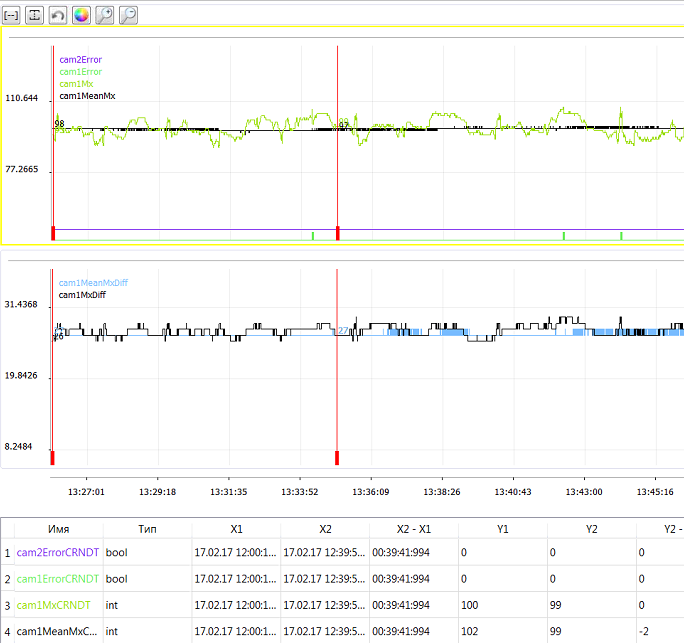 [--]
cam2Error
cam1Error
cam1Mx
cam1MeanMx
110.644
98
97
77.2665
cam1MeanMxDiff
cam1MxDiff
31.4368
26
27
19.8426
8.2484
13:27:01 13:29:18 13:31:35 13:33:52 13:36:09 13:38:26 13:40:43 13:43:00 13:45:16
Имя Тип X1 X2 X2 - X1 Y1 Y2 Y2 -
1 cam2ErrorCRNDT bool 17.02.17 12:00:1... 17.02.17 12:39:5... 00:39:41:994 0 0 0
2 cam1ErrorCRNDT bool 17.02.17 12:00:1... 17.02.17 12:39:5... 00:39:41:994 0 0 0
3 cam1MxCRNDT int 17.02.17 12:00:1... 17.02.17 12:39:5... 00:39:41:994 100 99 0
4 cam1MeanMxC... int 17.02.17 12:00:1... 17.02.17 12:39:5... 00:39:41:994 102 99 -2